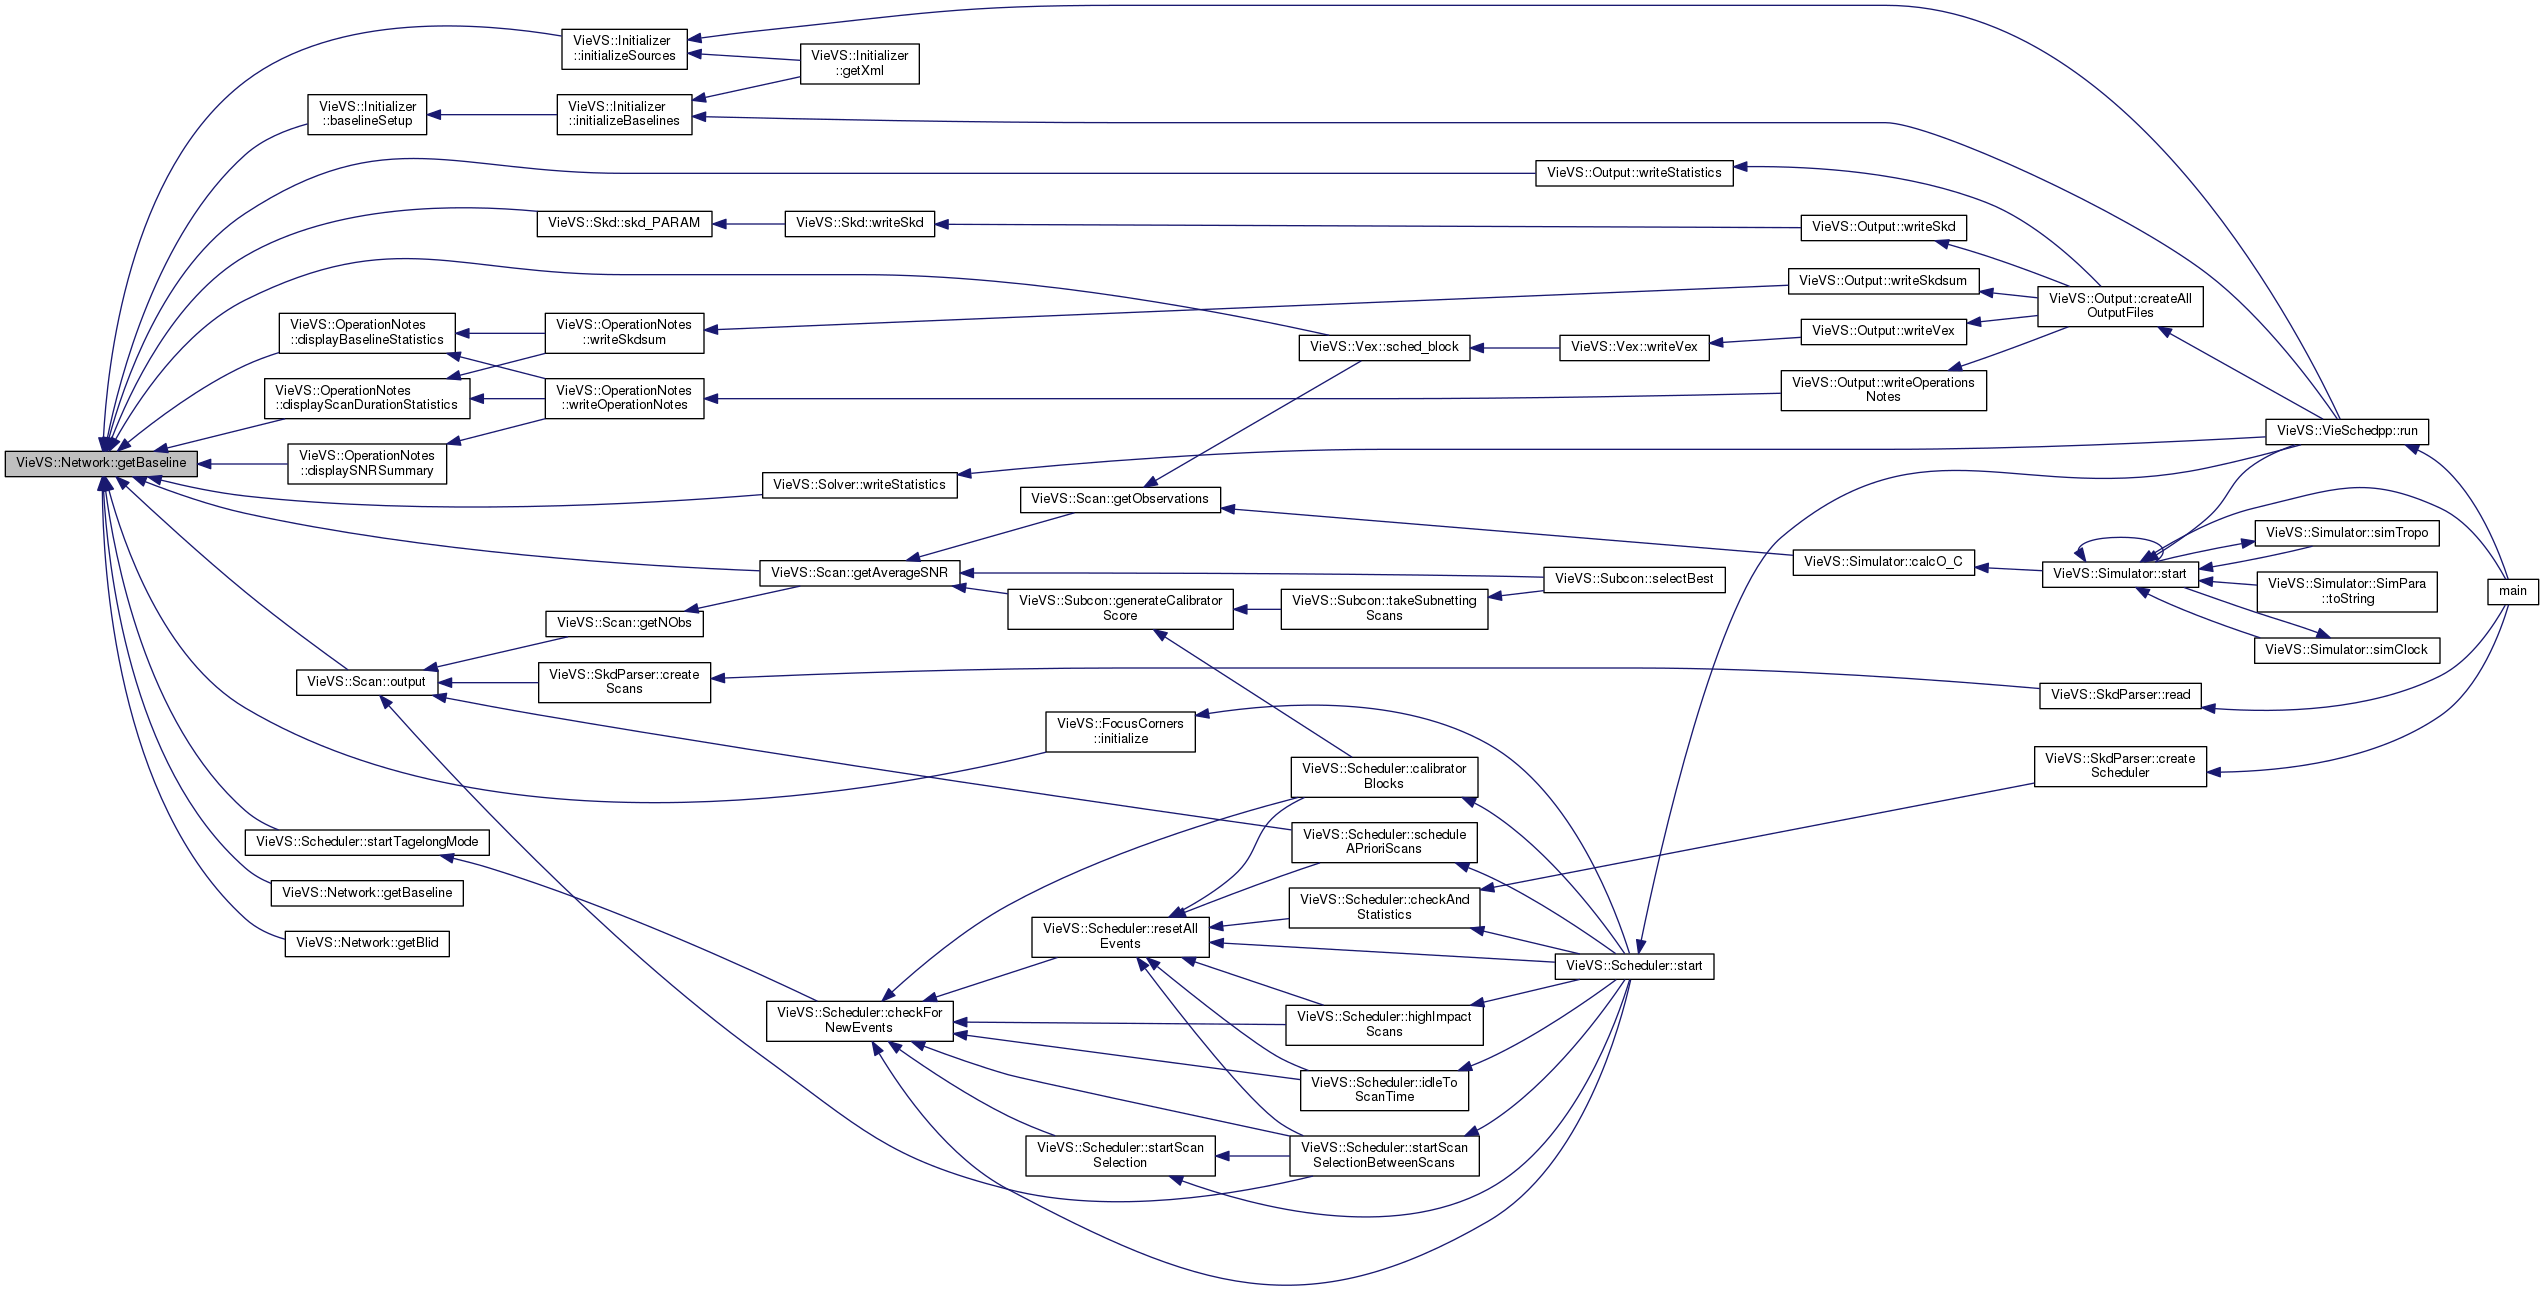 VieVS::Initializer
::initializeSources
VieVS::Initializer
::getXml
VieVS::Initializer
::baselineSetup
VieVS::Initializer
::initializeBaselines
VieVS::Output::writeStatistics
VieVS::Skd::skd_PARAM
VieVS::Skd::writeSkd
VieVS::Output::writeSkd
VieVS::Output::writeSkdsum
VieVS::Output::createAll
OutputFiles
VieVS::OperationNotes
::displayBaselineStatistics
VieVS::OperationNotes
::writeSkdsum
VieVS::Vex::sched_block
VieVS::Vex::writeVex
VieVS::Output::writeVex
VieVS::OperationNotes
::displayScanDurationStatistics
VieVS::OperationNotes
::writeOperationNotes
VieVS::Output::writeOperations
Notes
VieVS::VieSchedpp::run
VieVS::Network::getBaseline
VieVS::OperationNotes
::displaySNRSummary
VieVS::Solver::writeStatistics
VieVS::Scan::getObservations
VieVS::Simulator::simTropo
VieVS::Simulator::calcO_C
VieVS::Simulator::start
VieVS::Scan::getAverageSNR
VieVS::Subcon::selectBest
VieVS::Simulator::SimPara
::toString
main
VieVS::Subcon::generateCalibrator
Score
VieVS::Subcon::takeSubnetting
Scans
VieVS::Scan::getNObs
VieVS::Simulator::simClock
VieVS::Scan::output
VieVS::SkdParser::create
Scans
VieVS::SkdParser::read
VieVS::FocusCorners
::initialize
VieVS::Scheduler::calibrator
Blocks
VieVS::SkdParser::create
Scheduler
VieVS::Scheduler::startTagelongMode
VieVS::Scheduler::schedule
APrioriScans
VieVS::Network::getBaseline
VieVS::Scheduler::checkAnd
Statistics
VieVS::Network::getBlid
VieVS::Scheduler::resetAll
Events
VieVS::Scheduler::start
VieVS::Scheduler::checkFor
NewEvents
VieVS::Scheduler::highImpact
Scans
VieVS::Scheduler::idleTo
ScanTime
VieVS::Scheduler::startScan
Selection
VieVS::Scheduler::startScan
SelectionBetweenScans